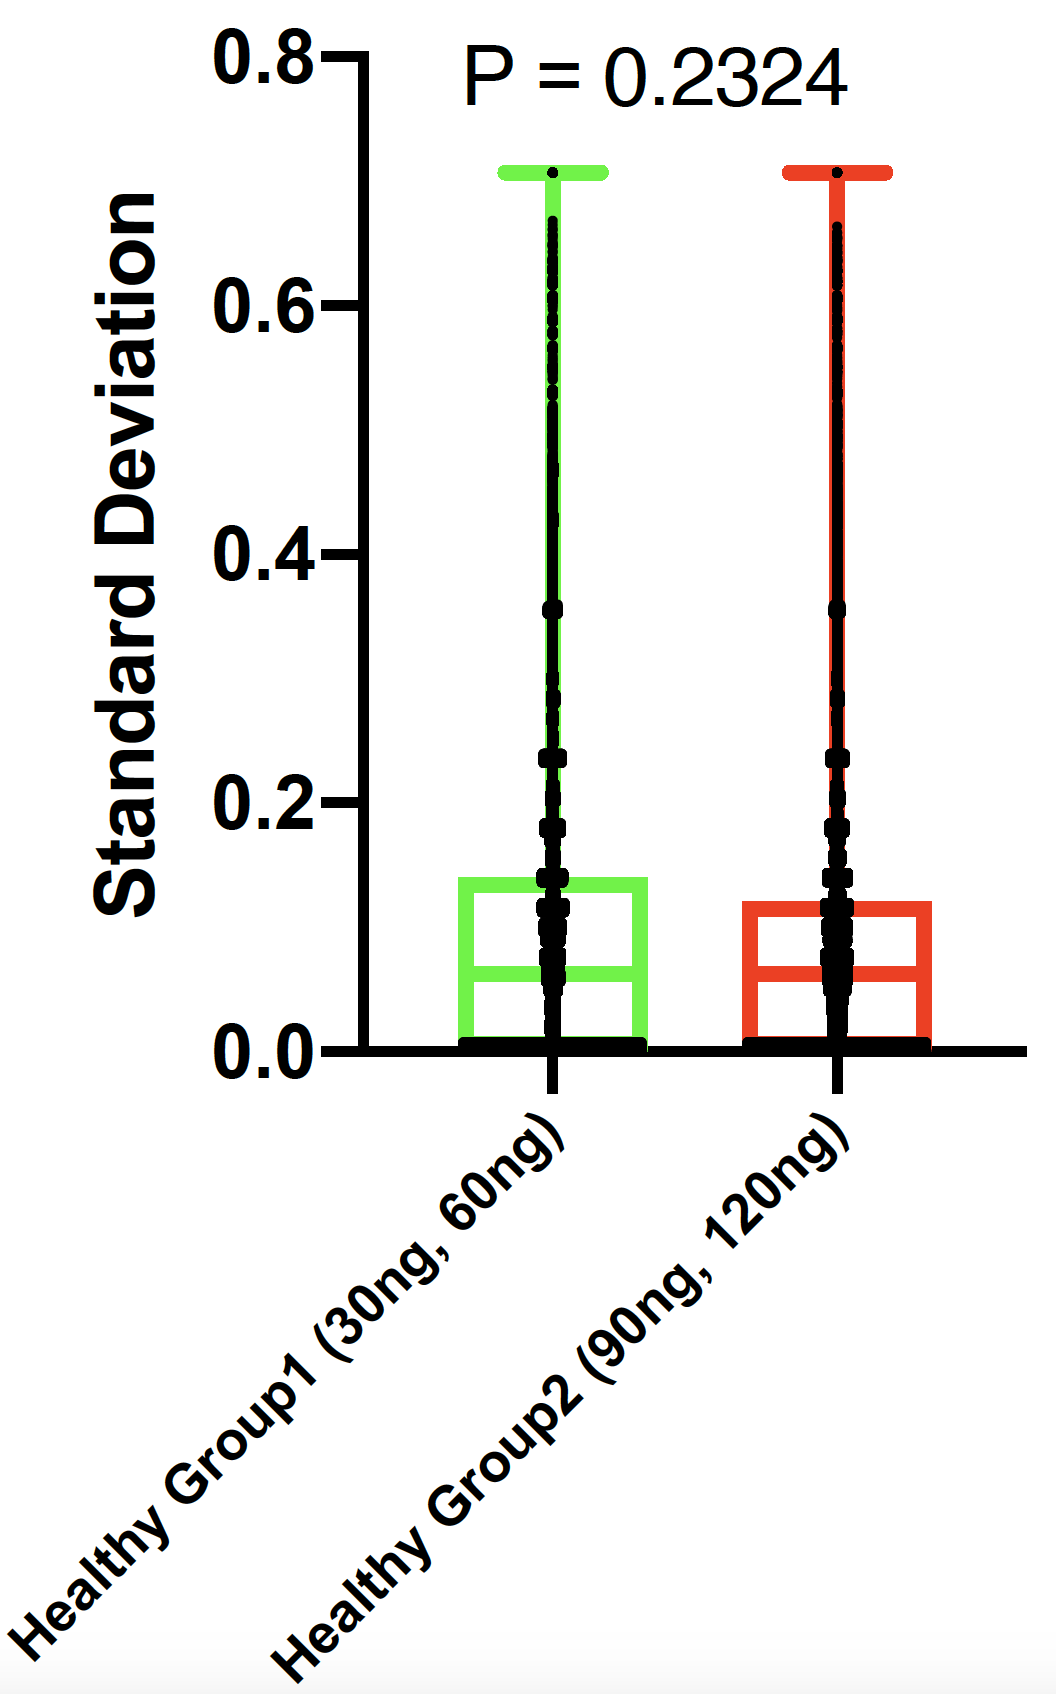 P = 0.2324
Standard Deviation
0.8
0.6
0.4
0.2
0.0
Healthy Group1 (30ng, 60ng)
Healthy Group2 (90ng, 120ng)